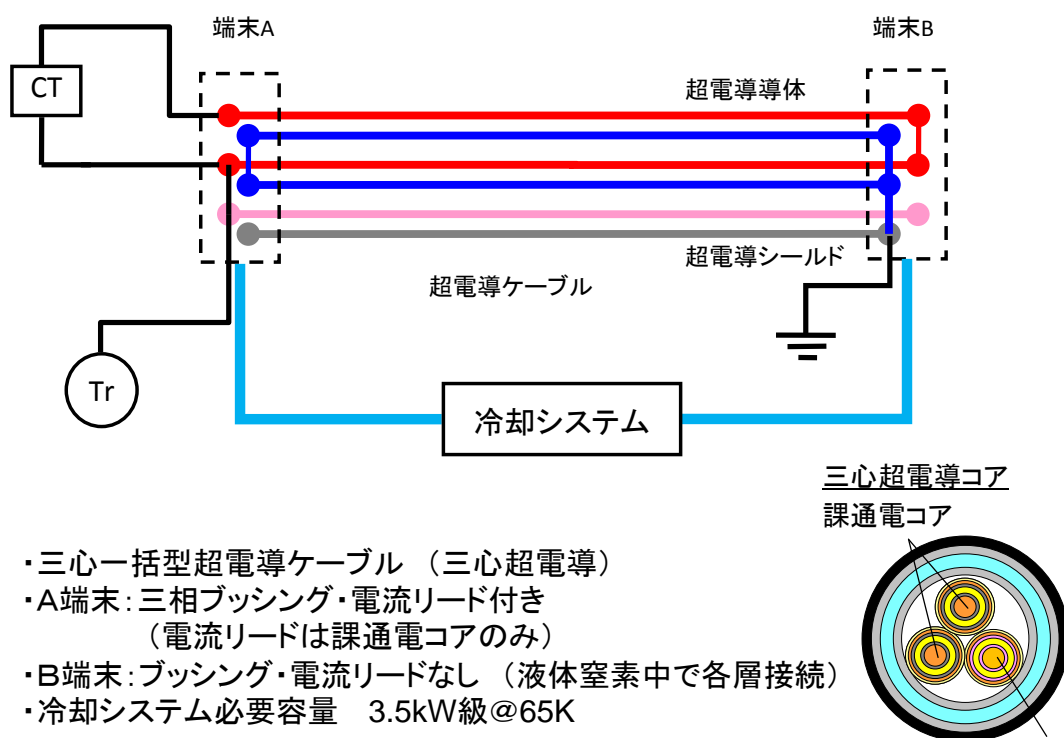 端末A
端末B
CT
超電導導体
超電導シールド
超電導ケーブル
Tr
冷却システム
三心超電導コア
課通電コア
・三心一括型超電導ケーブル (三心超電導)
・A端末:三相ブッシング・電流リード付き
(電流リードは課通電コアのみ)
・B端末:ブッシング・電流リードなし (液体窒素中で各層接続)
・冷却システム必要容量 3.5kW級@65K